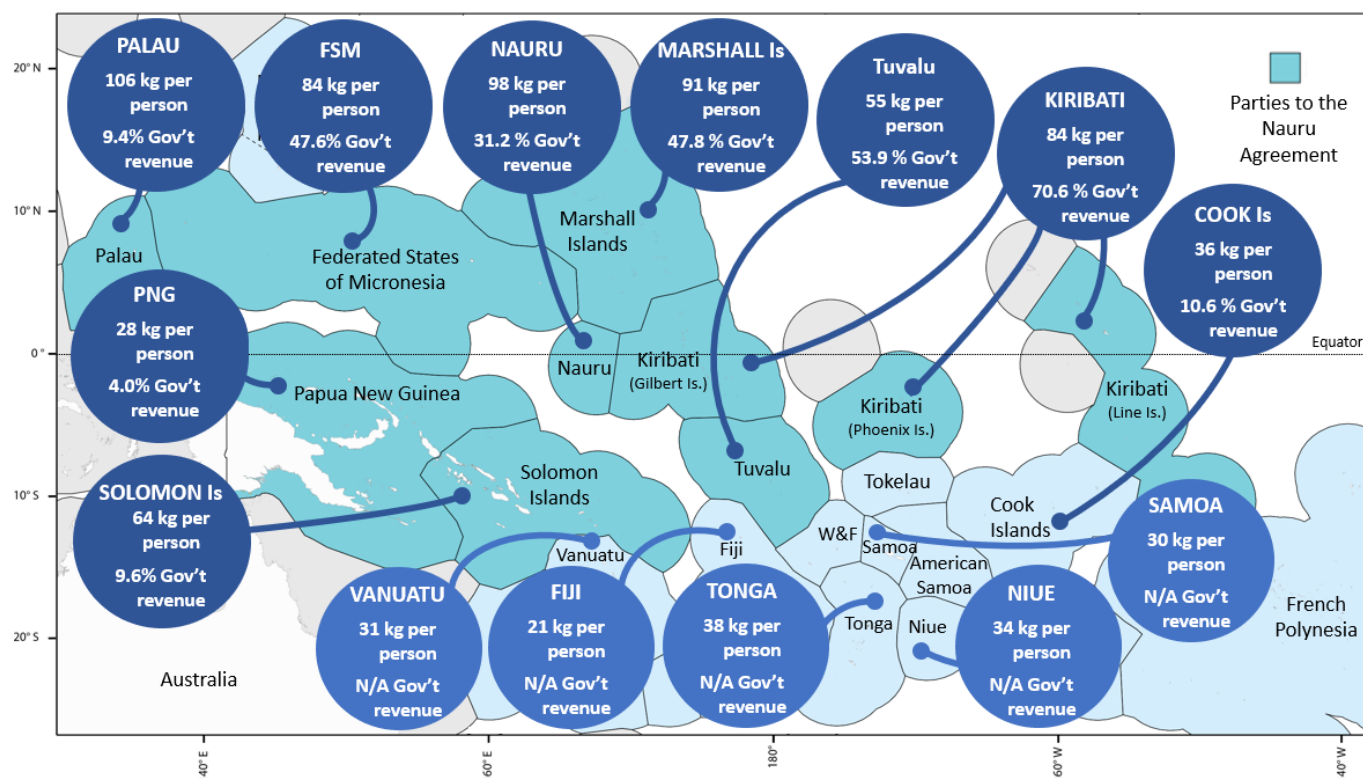 PALAU
106 kg per
person
9.4% Gov't
revenue
FSM
84 kg per
person
47.6% Gov't
revenue
NAURU
98 kg per
person
31.2 % Gov't
revenue
MARSHALL Is
91 kg per
person
47.8 % Gov't
revenue
Tuvalu
55 kg per
person
53.9 % Gov't
revenue
KIRIBATI
84 kg per
person
70.6 % Gov't
revenue
Parties to the
Nauru
Agreement
COOK Is
36 kg per
person
10.6 % Gov't
revenue
20° N
10°N
0 °
10°S
20°S
Equator
Palau
Federated States
of Micronesia
Marshall
Islands
PNG
28 kg per
person
4.0% Gov't
revenue
Papua New Guinea
Nauru
Kiribati
(Gilbert Is.)
Kiribati
(Phoenix Is.)
Kiribati
(Line Is.)
SOLOMON Is
64 kg per
person
9.6% Gov't
revenue
Solomon
Islands
Tuvalu
Tokelau
Cook
Islands
SAMOA
30 kg per
person
N/A Gov't
revenue
Vanuatu
Fiji
W&F
Samoa
American
Samoa
Tonga
Niue
French
Polynesia
Australia
VANUATU
31 kg per
person
N/A Gov't
revenue
FIJI
21 kg per
person
N/A Gov't
revenue
TONGA
38 kg per
person
N/A Gov't
revenue
NIUE
34 kg per
person
N/A Gov't
revenue
40° E
60° E
180°
60° W
40° W